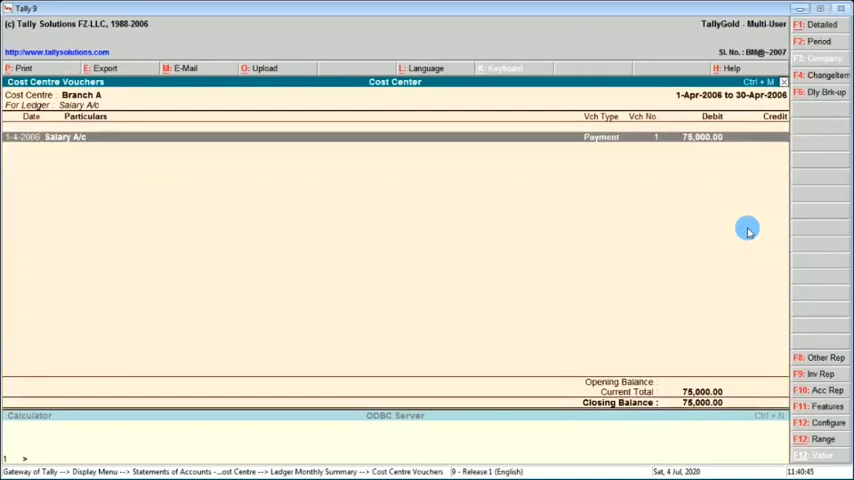 Tally 9
(c) Tally Solutions FZ-LLC, 1988-2006
TallyGold - Multi-User
http://www.tallysolutions.com
Sl. No.: BM@~2007
P: Print E: Export M: E-Mail O: Upload L: Language K: Keyboard H: Help
Cost Centre Vouchers Cost Center Ctrl + M
Cost Centre : Branch A 1-Apr-2006 to 30-Apr-2006
For Ledger : Salary A/c
Date Particulars Vch Type Vch No. Debit Credit
1-4-2006 Salary A/c Payment 1 75,000.00
Opening Balance :
Current Total 75,000.00
Closing Balance : 75,000.00
Calculator ODBC Server Ctrl + N
1 >
Gateway of Tally --> Display Menu --> Statements of Accounts -...ost Centre --> Ledger Monthly Summary --> Cost Centre Vouchers 9 - Release 1 (English) Sat, 4 Jul, 2020 11:40:45
F1: Detailed
F2: Period
F3: Company
F4: ChangeItem
F6: Dly Brk-up
F8: Other Rep
F9: Inv Rep
F10: Acc Rep
F11: Features
F12: Configure
F12: Range
F12: Value